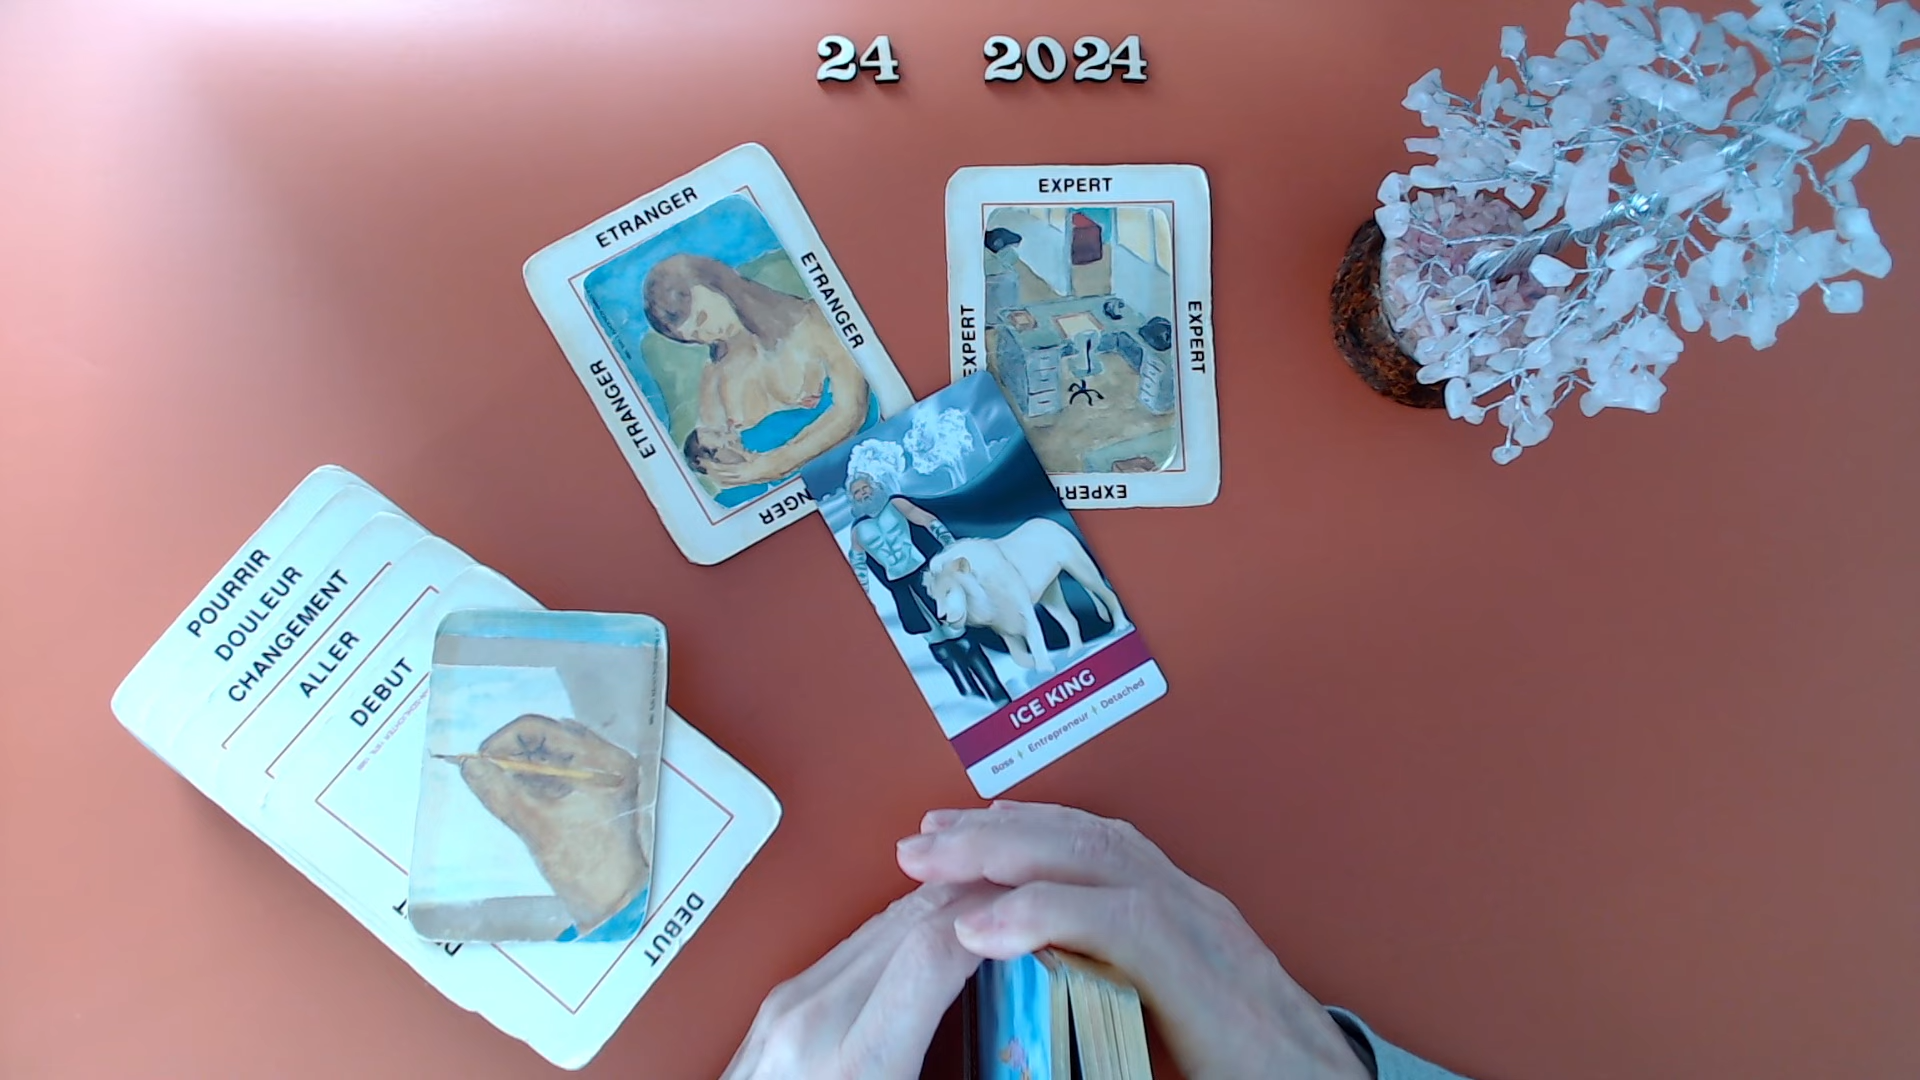 24 2024
ETRANGER
ETRANGER
ETRANGER
NGER
EXPERT
EXPERT
EXPERT
EXPERT
POURRIR
DOULEUR
CHANGEMENT
ALLER
DEBUT
DEBUT
ICE KING
Boss Entrepreneur Detached